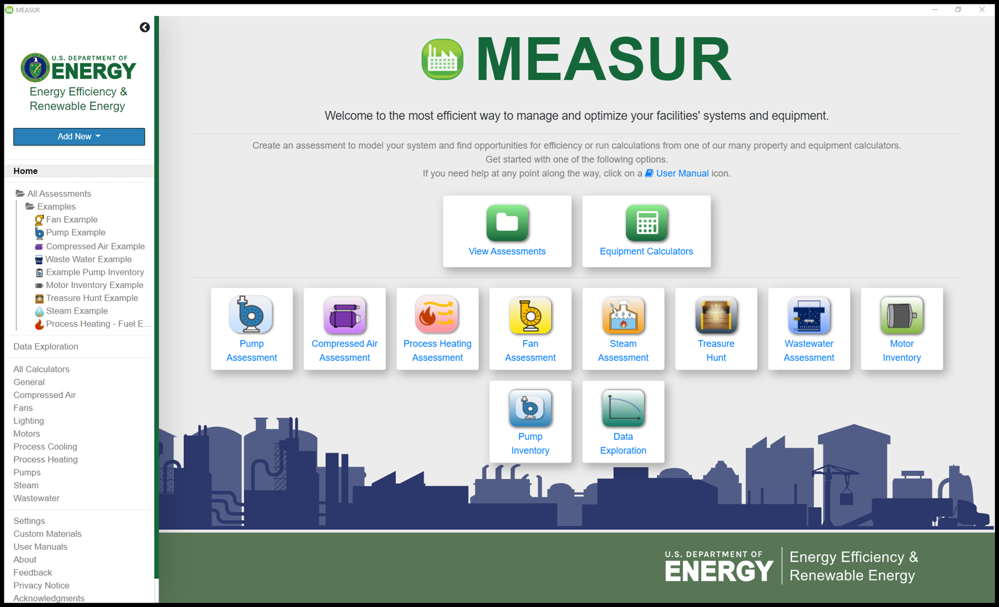 MEASUR
U.S. DEPARTMENT OF
ENERGY
Energy Efficiency &
Renewable Energy
Add New
Home
All Assessments
Examples
Fan Example
Pump Example
Compressed Air Example
Waste Water Example
Example Pump Inventory
Motor Inventory Example
Treasure Hunt Example
Steam Example
Process Heating - Fuel E...
Data Exploration
All Calculators
General
Compressed Air
Fans
Lighting
Motors
Process Cooling
Process Heating
Pumps
Steam
Wastewater
Settings
Custom Materials
User Manuals
About
Feedback
Privacy Notice
Acknowledgments
MEASUR
Welcome to the most efficient way to manage and optimize your facilities' systems and equipment.
Create an assessment to model your system and find opportunities for efficiency or run calculations from one of our many property and equipment calculators.
Get started with one of the following options.
If you need help at any point along the way, click on a User Manual icon.
View Assessments
Equipment Calculators
Pump
Assessment
Compressed Air
Assessment
Process Heating
Assessment
Fan
Assessment
Steam
Assessment
Treasure
Hunt
Wastewater
Assessment
Motor
Inventory
Pump
Inventory
Data
Exploration
U.S. DEPARTMENT OF
ENERGY
Energy Efficiency &
Renewable Energy